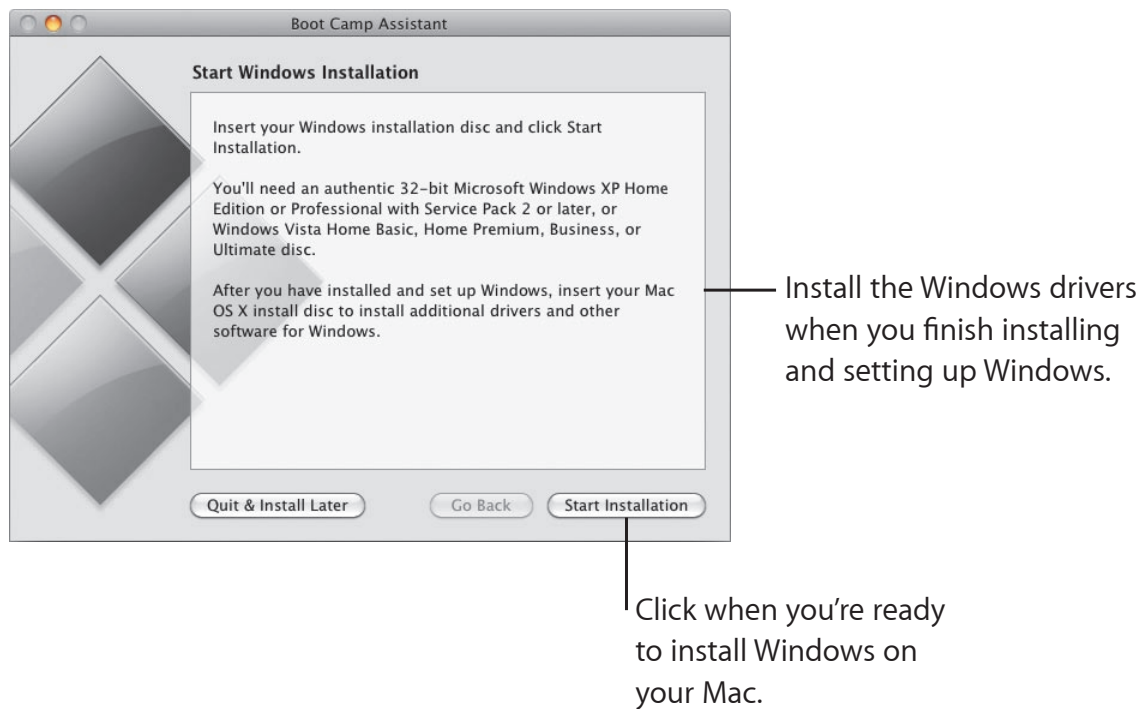 Boot Camp Assistant
Start Windows Installation
Insert your Windows installation disc and click Start
Installation.
You'll need an authentic 32-bit Microsoft Windows XP Home
Edition or Professional with Service Pack 2 or later, or
Windows Vista Home Basic, Home Premium, Business, or
Ultimate disc.
After you have installed and set up Windows, insert your Mac
OS X install disc to install additional drivers and other
software for Windows.
Quit & Install Later
Go Back
Start Installation
Install the Windows drivers
when you finish installing
and setting up Windows.
Click when you're ready
to install Windows on
your Mac.